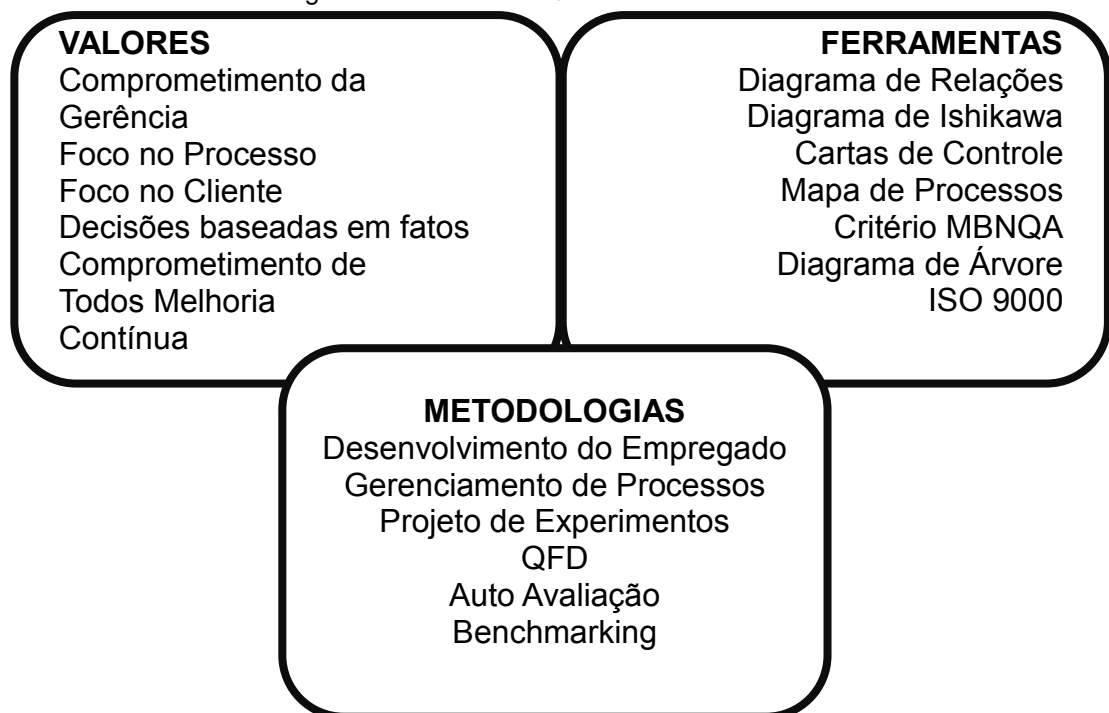 VALORES
Comprometimento da
Gerência
Foco no Processo
Foco no Cliente
Decisões baseadas em fatos
Comprometimento de
Todos Melhoria
Contínua
FERRAMENTAS
Diagrama de Relações
Diagrama de Ishikawa
Cartas de Controle
Mapa de Processos
Critério MBNQA
Diagrama de Árvore
ISO 9000
METODOLOGIAS
Desenvolvimento do Empregado
Gerenciamento de Processos
Projeto de Experimentos
QFD
Auto Avaliação
Benchmarking